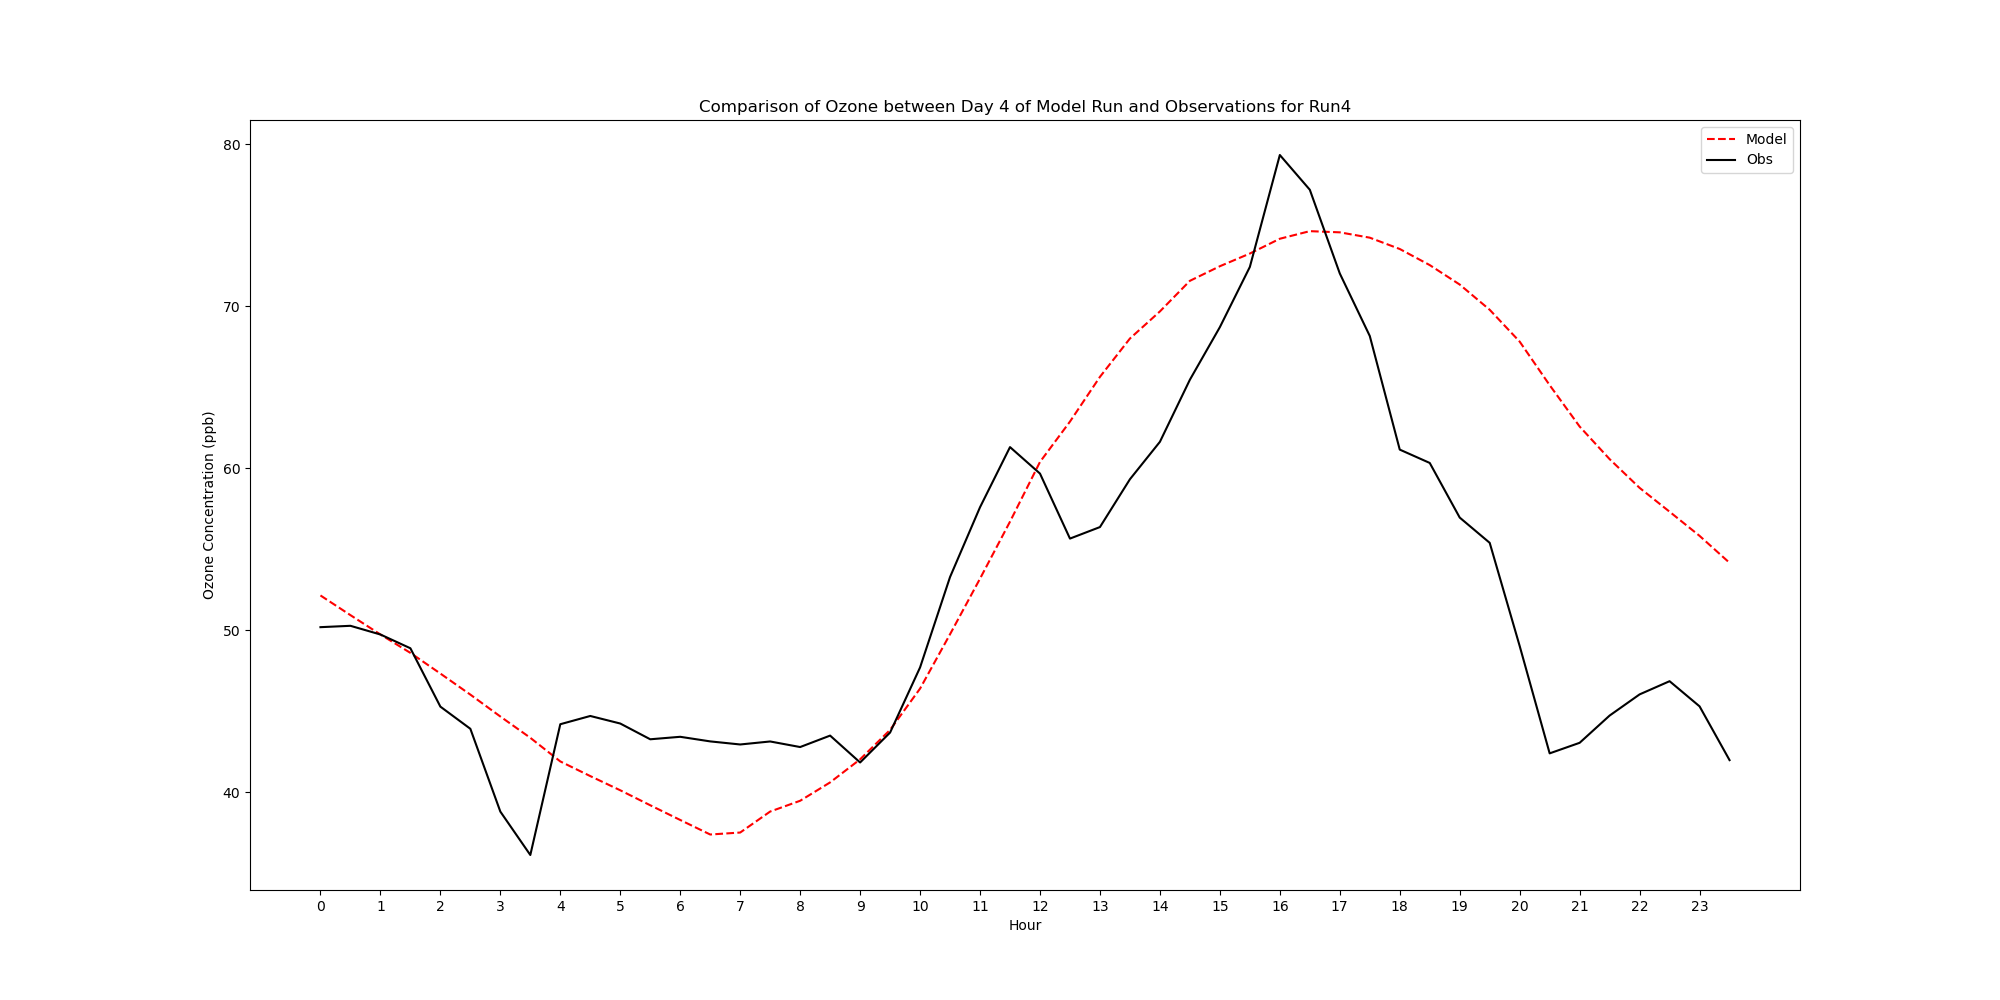 Comparison of Ozone between Day 4 of Model Run and Observations for Run4
Model
Obs
80
70
60
50
40
Ozone Concentration (ppb)
0 1 2 3 4 5 6 7 8 9 10 11 12 13 14 15 16 17 18 19 20 21 22 23
Hour